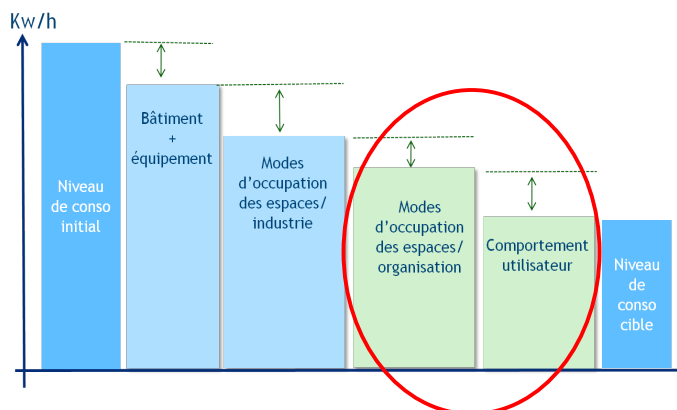 Kw/h
Niveau
de conso
initial
Bâtiment
+
équipement
Modes
d'occupation
des espaces/
industrie
Modes
d'occupation
des espaces/
organisation
Comportement
utilisateur
Niveau
de
conso
cible